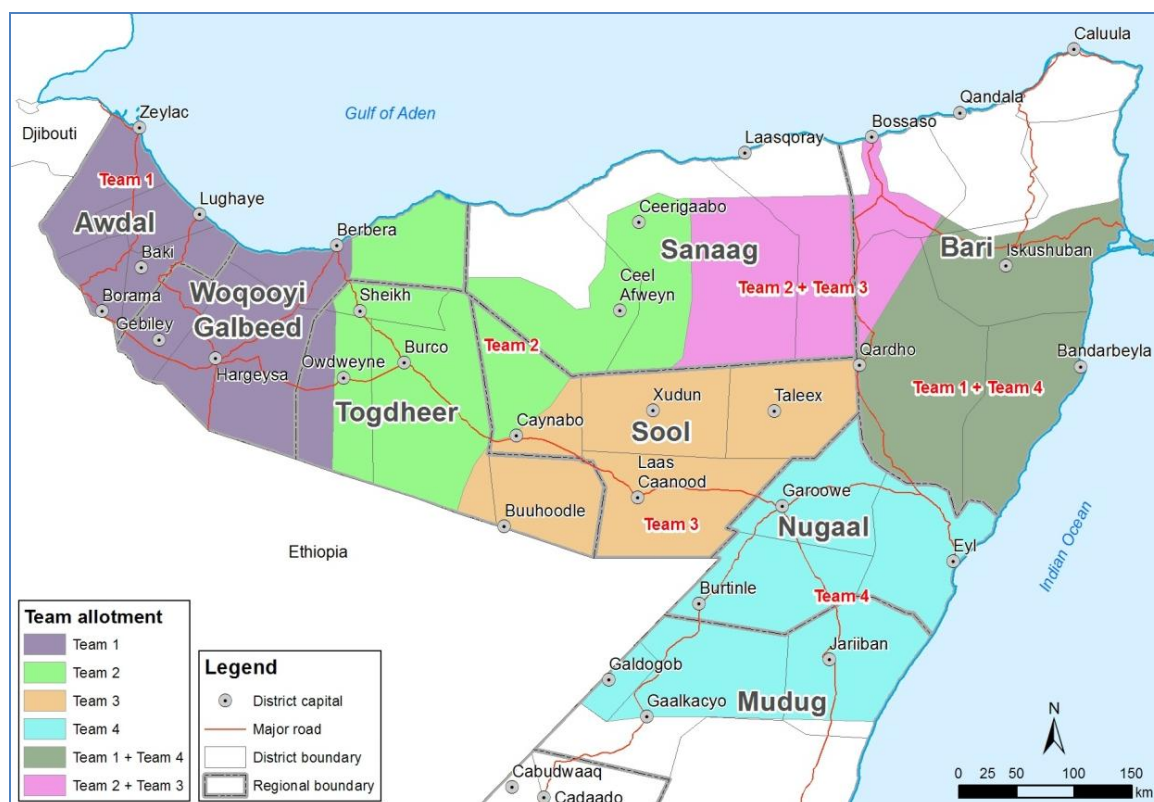 Caluula
Qandala
Zeylac
Bossaso
Djibouti
Gulf of Aden
Laasqoray
Team 1
Lughaye
Awdal
Ceerigaabo
Berbera
Sanaag
Bari
Baki
Iskushuban
Ceel
Afweyn
Woqooyi
Galbeed
Team 2 + Team 3
Sheikh
Borama
Gebiley
Team 2
Burco
Qardho
Bandarbeyla
Owdweyne
Hargeysa
Team 1 + Team 4
Xudun
Taleex
Togdheer
Caynabo
Sool
Laas
Caanood
Garoowe
Buuhoodle
Team 3
Nugaal
Ethiopia
Eyl
Indian Ocean
Burtinle
Team 4
Jariiban
Galdogob
Gaalkacyo
Mudug
Cabudwaaq
Cadaado
Team allotment
Team 1
Team 2
Team 3
Team 4
Team 1 + Team 4
Team 2 + Team 3
Legend
District capital
Major road
District boundary
Regional boundary
N
0 25 50 100 150
km